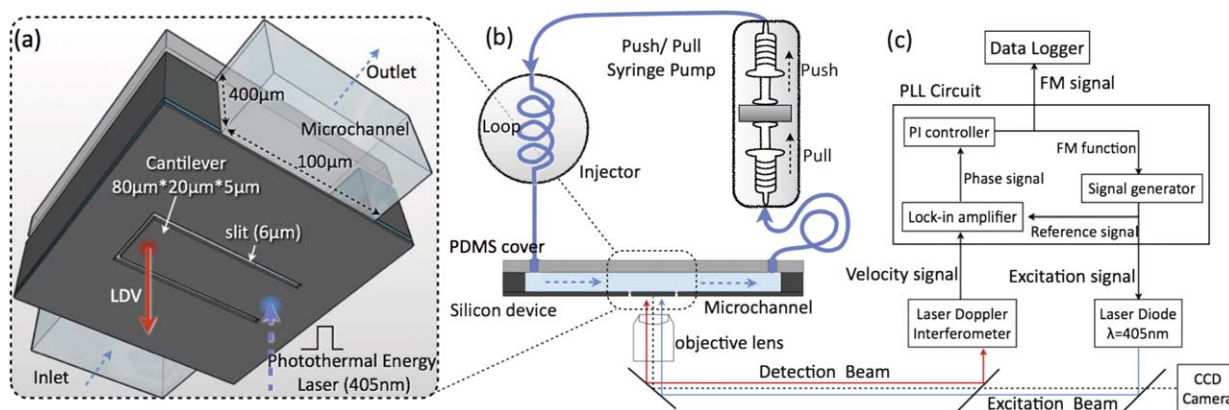 (a)
Outlet
400μm
Microchannel
100μm
Cantilever
80μm*20μm*5μm
slit (6μm)
LDV
Photothermal Energy
Laser (405nm)
Inlet
(b)
Push/ Pull
Syringe Pump
Push
Pull
Loop
Injector
PDMS cover
Silicon device
Microchannel
objective lens
Detection Beam
Excitation Beam
(c)
Data Logger
FM signal
PLL Circuit
PI controller
FM function
Phase signal
Signal generator
Lock-in amplifier
Reference signal
Velocity signal
Excitation signal
Laser Doppler
Interferometer
Laser Diode
λ=405nm
CCD
Camera